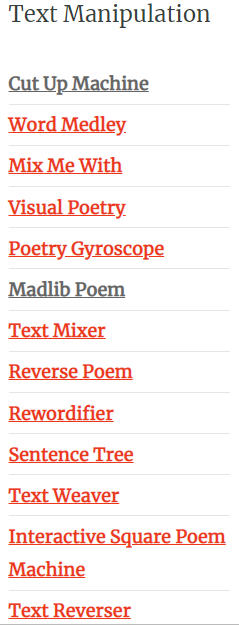 Text Manipulation
Cut Up Machine
Word Medley
Mix Me With
Visual Poetry
Poetry Gyroscope
Madlib Poem
Text Mixer
Reverse Poem
Rewordifier
Sentence Tree
Text Weaver
Interactive Square Poem
Machine
Text Reverser